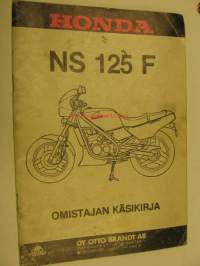 HONDA
NS 125 F
OMISTAJAN KÄSIKIRJA
OY OTTO BRANDT AB